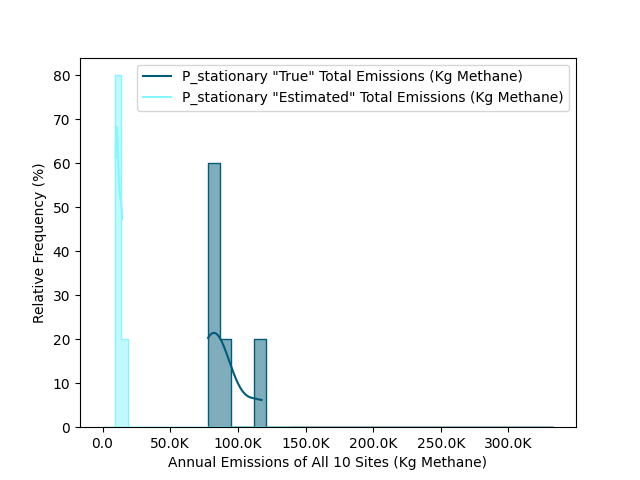 P_stationary "True" Total Emissions (Kg Methane)
P_stationary "Estimated" Total Emissions (Kg Methane)
80
70
60
50
40
30
20
10
0
Relative Frequency (%)
0.0 50.0K 100.0K 150.0K 200.0K 250.0K 300.0K
Annual Emissions of All 10 Sites (Kg Methane)